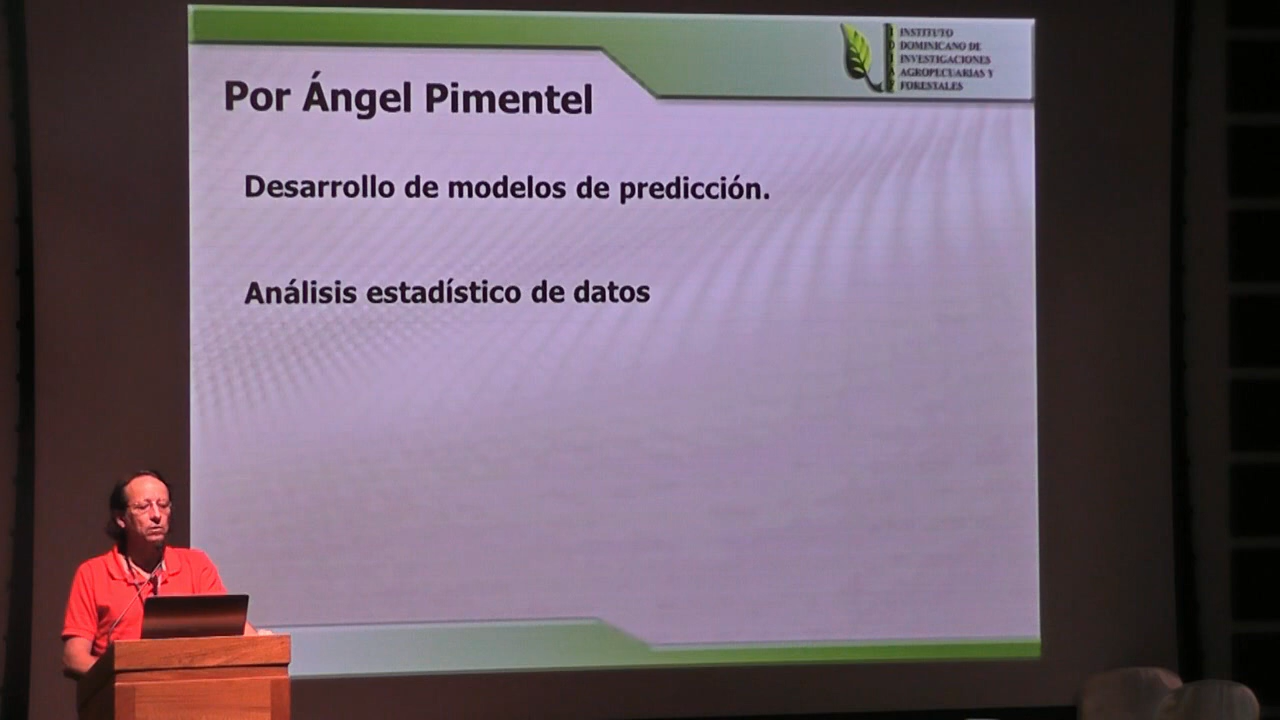 INSTITUTO
DOMINICANO DE
INVESTIGACIONES
AGROPECUARIAS Y
FORESTALES
Por Ángel Pimentel
Desarrollo de modelos de predicción.
Análisis estadístico de datos